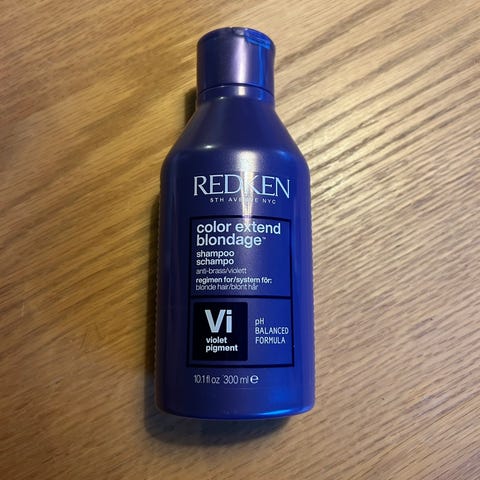 REDKEN
5TH AVENUE NYC
color extend
blondage™
shampoo
schampo
anti-brass/violett
regimen for/system för:
blonde hair/blont hår
Vi
violet
pigment
pH
BALANCED
FORMULA
10.1 fl oz 300 ml e